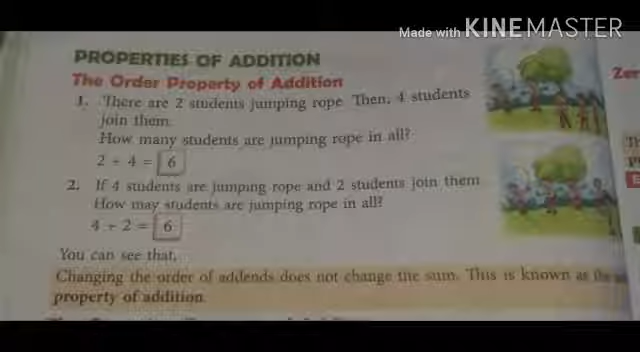 Made with KINEMASTER
PROPERTIES OF ADDITION
The Order Property of Addition
1. There are 2 students jumping rope. Then, 4 students
join them.
How many students are jumping rope in all?
2 + 4 = 6
2. If 4 students are jumping rope and 2 students join them
How may students are jumping rope in all?
4 + 2 = 6
You can see that,
Changing the order of addends does not change the sum. This is known as the
property of addition.